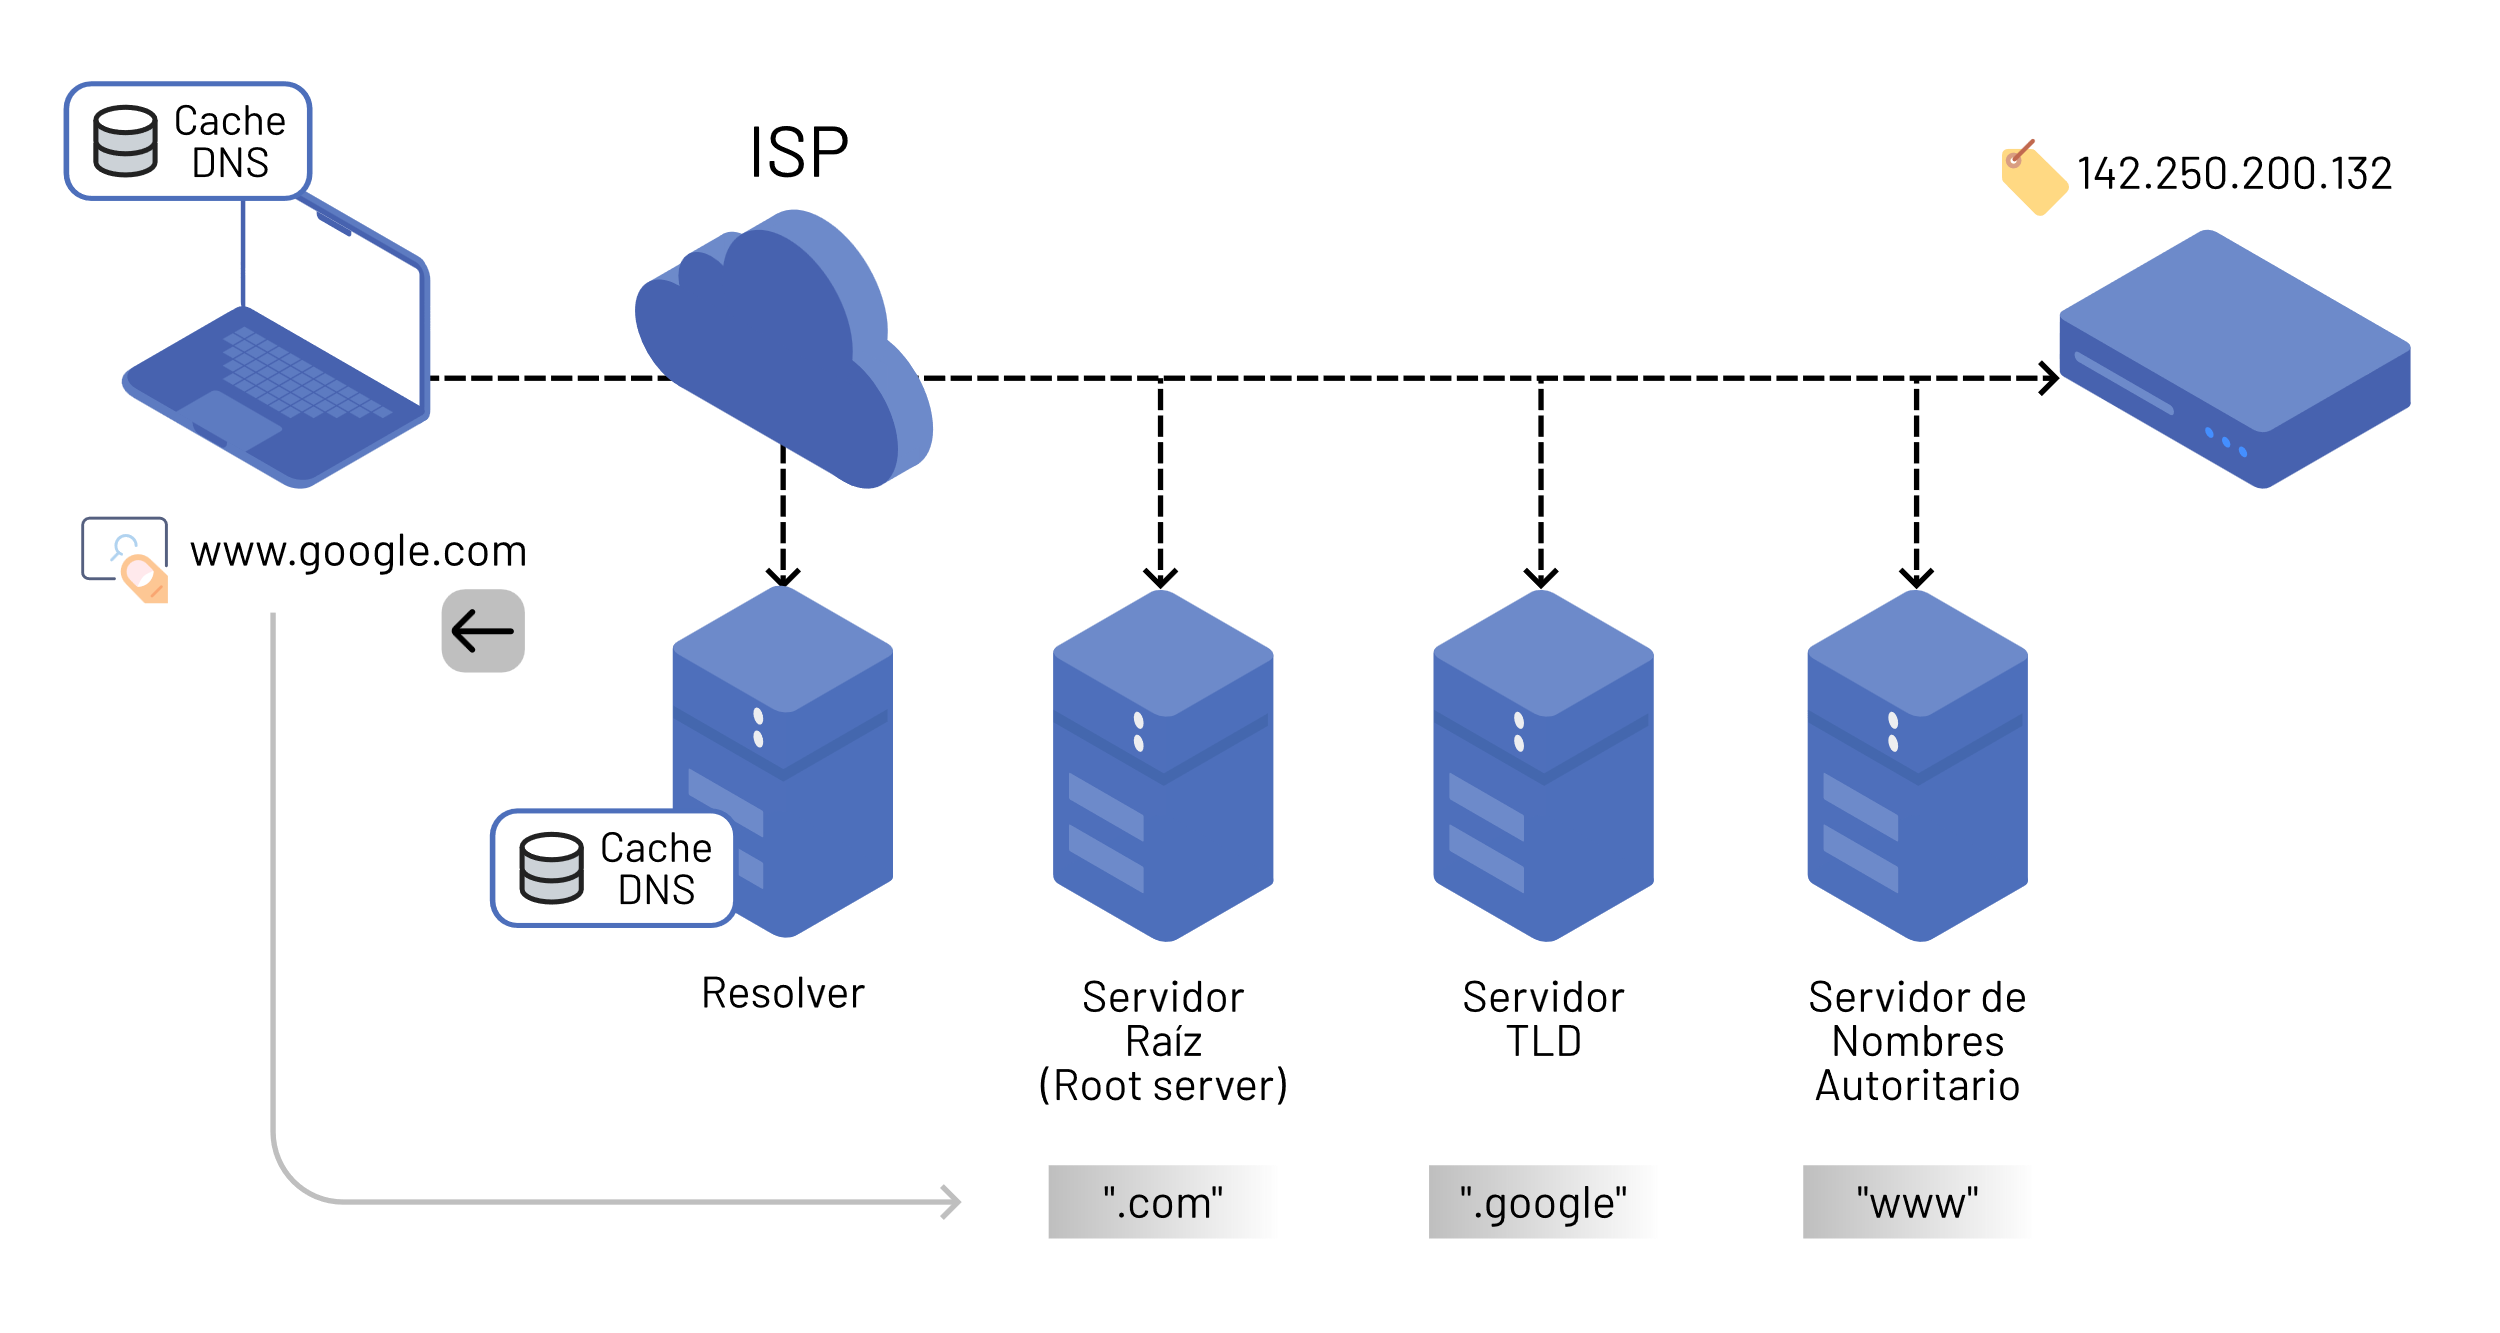 Cache
DNS
ISP
142.250.200.132
www.google.com
Cache
DNS
Resolver
Servidor
Raíz
(Root server)
Servidor
TLD
Servidor de
Nombres
Autoritario
".com"
".google"
"www"